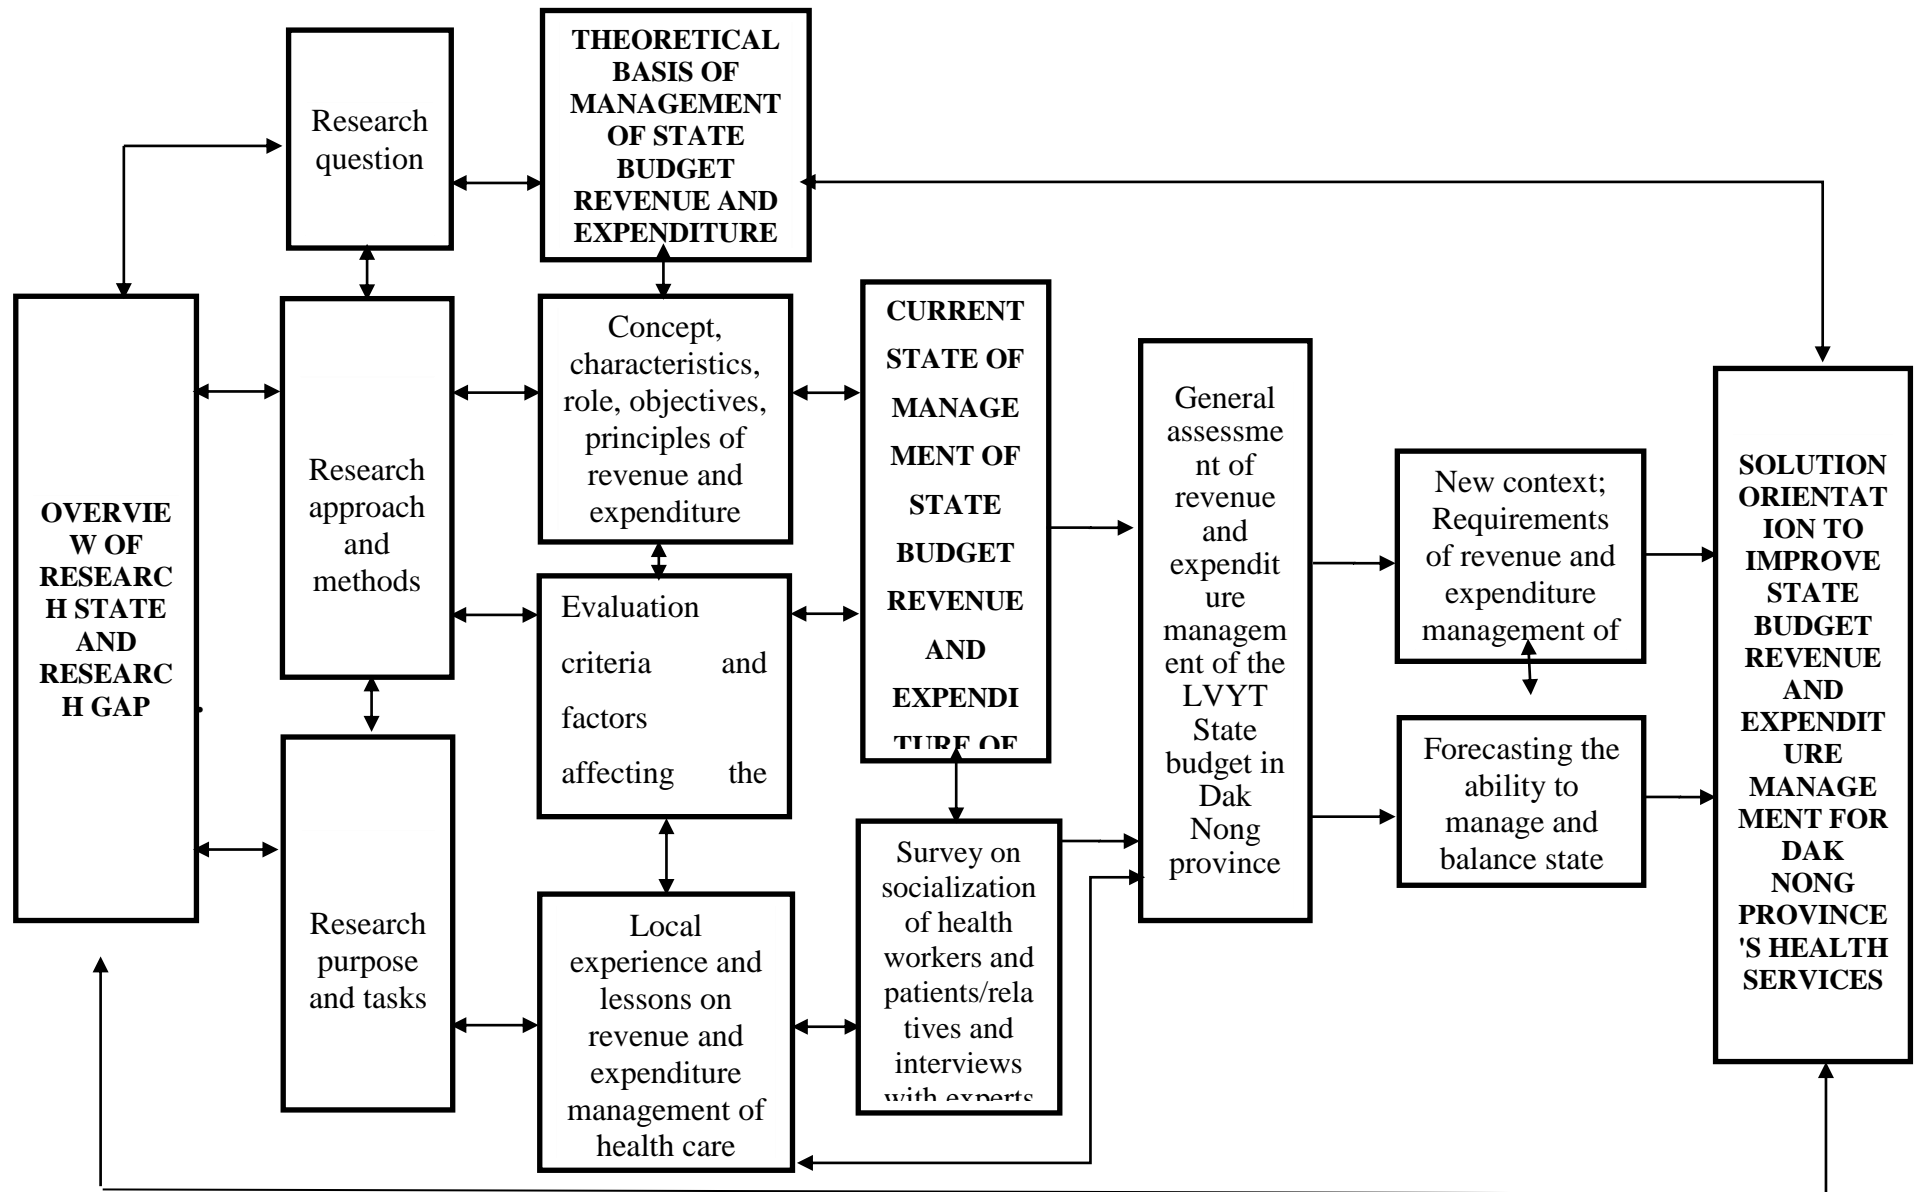 THEORETICAL
BASIS OF
MANAGEMENT
OF STATE
BUDGET
REVENUE AND
EXPENDITURE
Research
question
OVERVIE
W OF
RESEARC
H STATE
AND
RESEARC
H GAP
Research
approach
and
methods
Research
purpose
and tasks
Concept,
characteristics,
role, objectives,
principles of
revenue and
expenditure
Evaluation
criteria and
factors
affecting the
Local
experience and
lessons on
revenue and
expenditure
management of
health care
CURRENT
STATE OF
MANAGE
MENT OF
STATE
BUDGET
REVENUE
AND
EXPENDI
TURE OF
Survey on
socialization
of health
workers and
patients/rela
tives and
interviews
with experts
General
assessme
nt of
revenue
and
expendit
ure
managem
ent of the
LVYT
State
budget in
Dak
Nong
province
New context;
Requirements
of revenue and
expenditure
management of
Forecasting the
ability to
manage and
balance state
SOLUTION
ORIENTAT
ION TO
IMPROVE
STATE
BUDGET
REVENUE
AND
EXPENDIT
URE
MANAGE
MENT FOR
DAK
NONG
PROVINCE
'S HEALTH
SERVICES